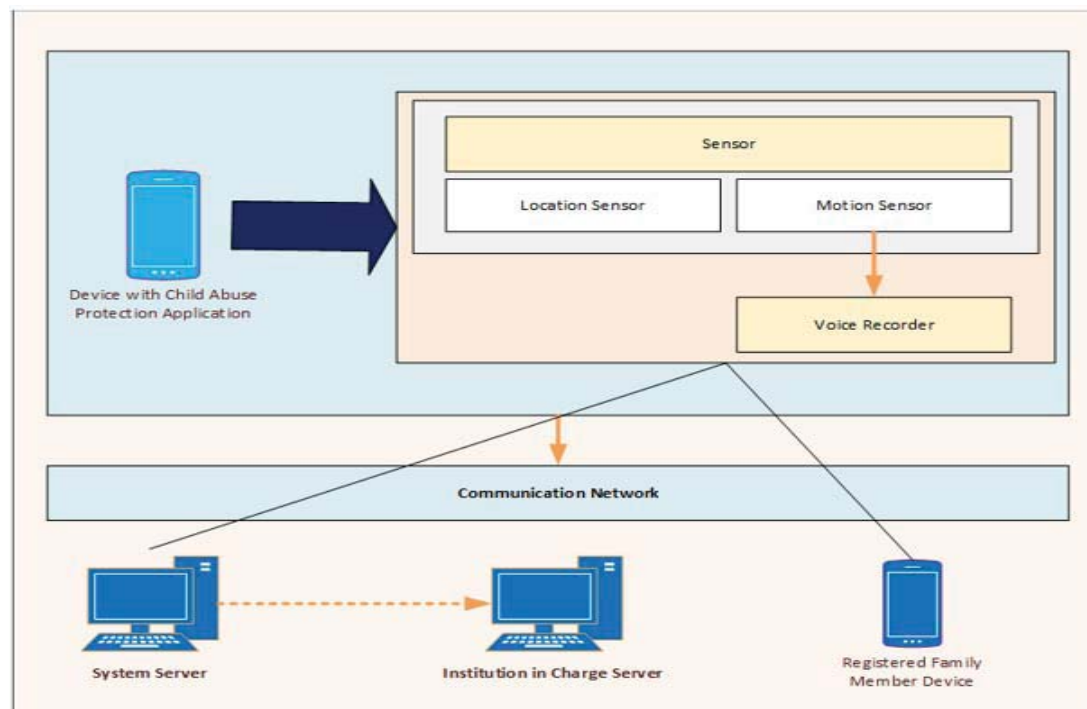 Sensor
Location Sensor
Motion Sensor
Device with Child Abuse
Protection Application
Voice Recorder
Communication Network
System Server
Institution in Charge Server
Registered Family
Member Device